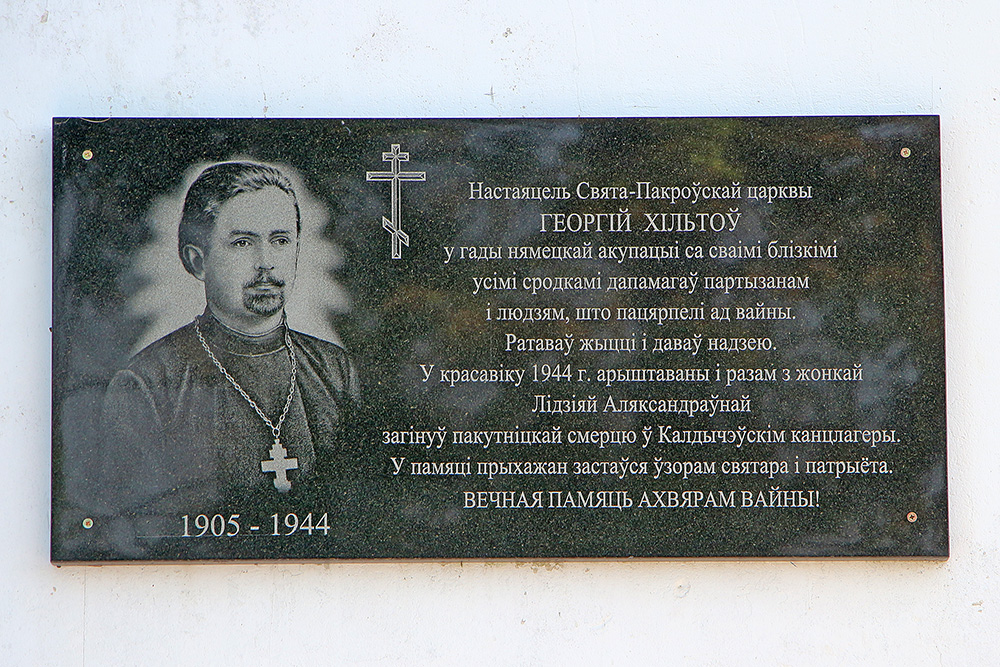 Настаяцель Свята-Пакроўскай царквы
ГЕОРГІЙ ХІЛЬТОЎ
у гады нямецкай акупацыі са сваімі блізкімі
усімі сродкамі дапамагаў партызанам
і людзям, што пацярпелі ад вайны.
Ратаваў жыцці і даваў надзею.
У красавіку 1944 г. арыштаваны і разам з жонкай
Лідзіяй Аляксандраўнай
загінуў пакутніцкай смерцю ў Калдычэўскім канцлагеры.
У памяці прыхажан застаўся ўзорам святара і патрыёта.
ВЕЧНАЯ ПАМЯЦЬ АХВЯРАМ ВАЙНЫ!
1905 - 1944